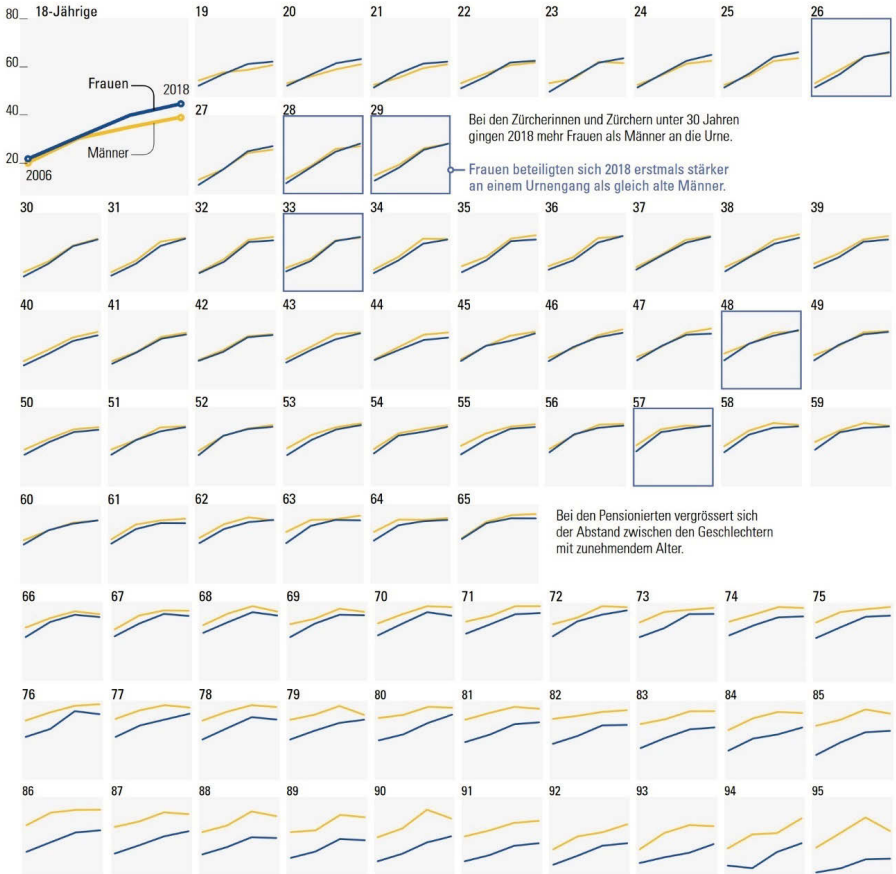 80 18-Jährige 19 20 21 22 23 24 25 26
60
Frauen 2018
40
Männer
20
2006
27 28 29
Bei den Zürcherinnen und Zürchern unter 30 Jahren
gingen 2018 mehr Frauen als Männer an die Urne.
Frauen beteiligten sich 2018 erstmals stärker
an einem Urnengang als gleich alte Männer.
30 31 32 33 34 35 36 37 38 39
40 41 42 43 44 45 46 47 48 49
50 51 52 53 54 55 56 57 58 59
60 61 62 63 64 65
Bei den Pensionierten vergrössert sich
der Abstand zwischen den Geschlechtern
mit zunehmendem Alter.
66 67 68 69 70 71 72 73 74 75
76 77 78 79 80 81 82 83 84 85
86 87 88 89 90 91 92 93 94 95